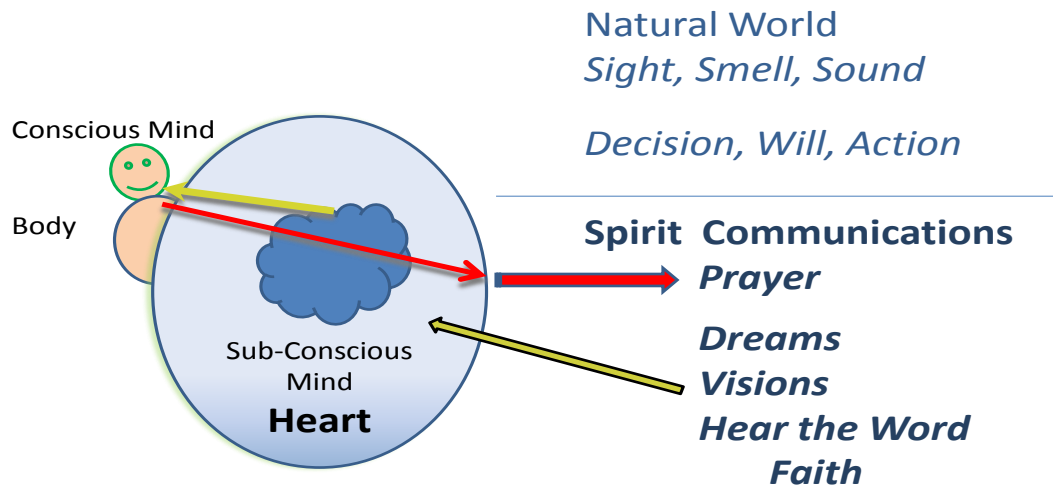 Natural World
Sight, Smell, Sound
Conscious Mind
Decision, Will, Action
Body
Spirit Communications
Prayer
Sub-Conscious
Mind
Heart
Dreams
Visions
Hear the Word
Faith